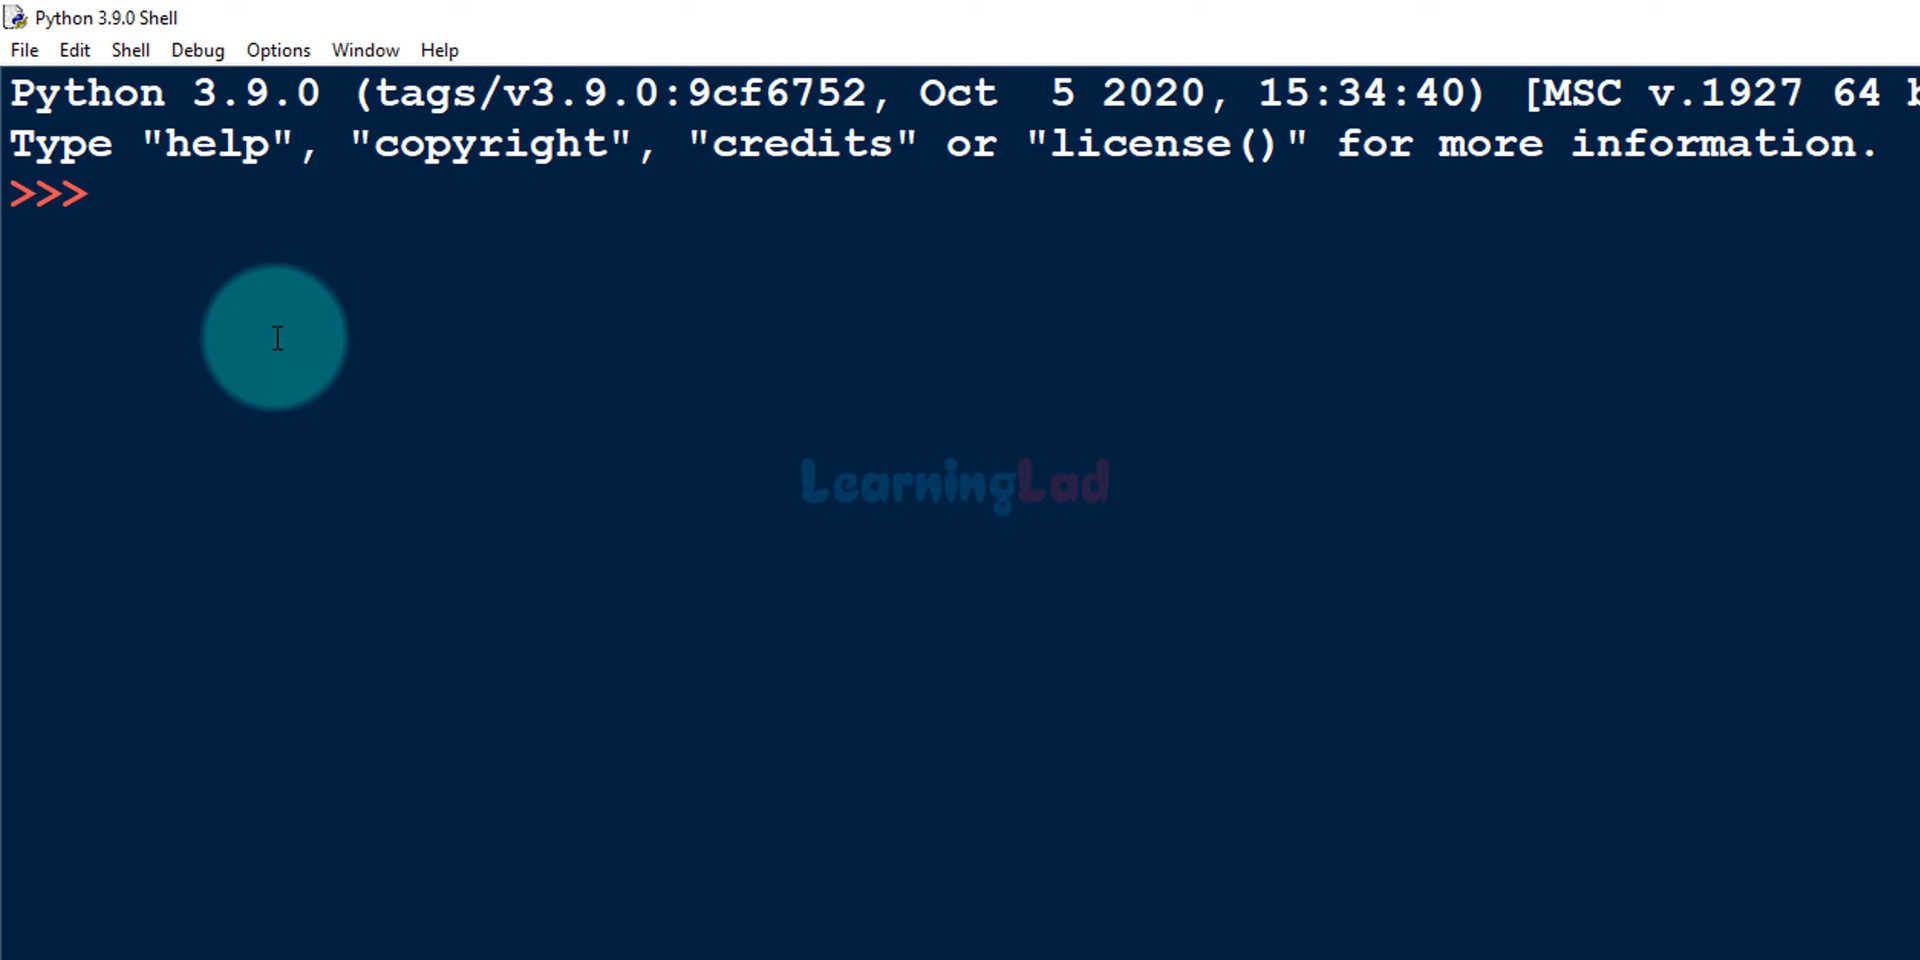 Python 3.9.0 Shell
File Edit Shell Debug Options Window Help
Python 3.9.0 (tags/v3.9.0:9cf6752, Oct  5 2020, 15:34:40) [MSC v.1927 64 b
Type "help", "copyright", "credits" or "license()" for more information.
>>>
LearningLad